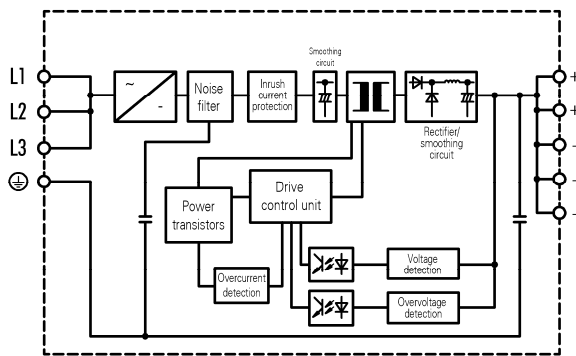 L1
L2
L3
~
-
Noise
filter
Inrush
current
protection
Smoothing
circuit
Rectifier/
smoothing
circuit
+
+
-
-
-
Power
transistors
Drive
control unit
Overcurrent
detection
Voltage
detection
Overvoltage
detection